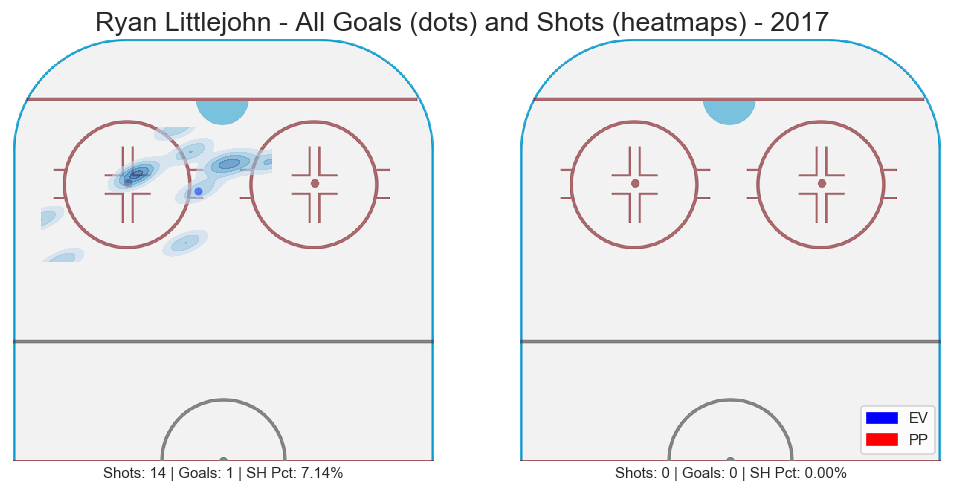 Ryan Littlejohn - All Goals (dots) and Shots (heatmaps) - 2017
EV
PP
Shots: 14 | Goals: 1 | SH Pct: 7.14%
Shots: 0 | Goals: 0 | SH Pct: 0.00%